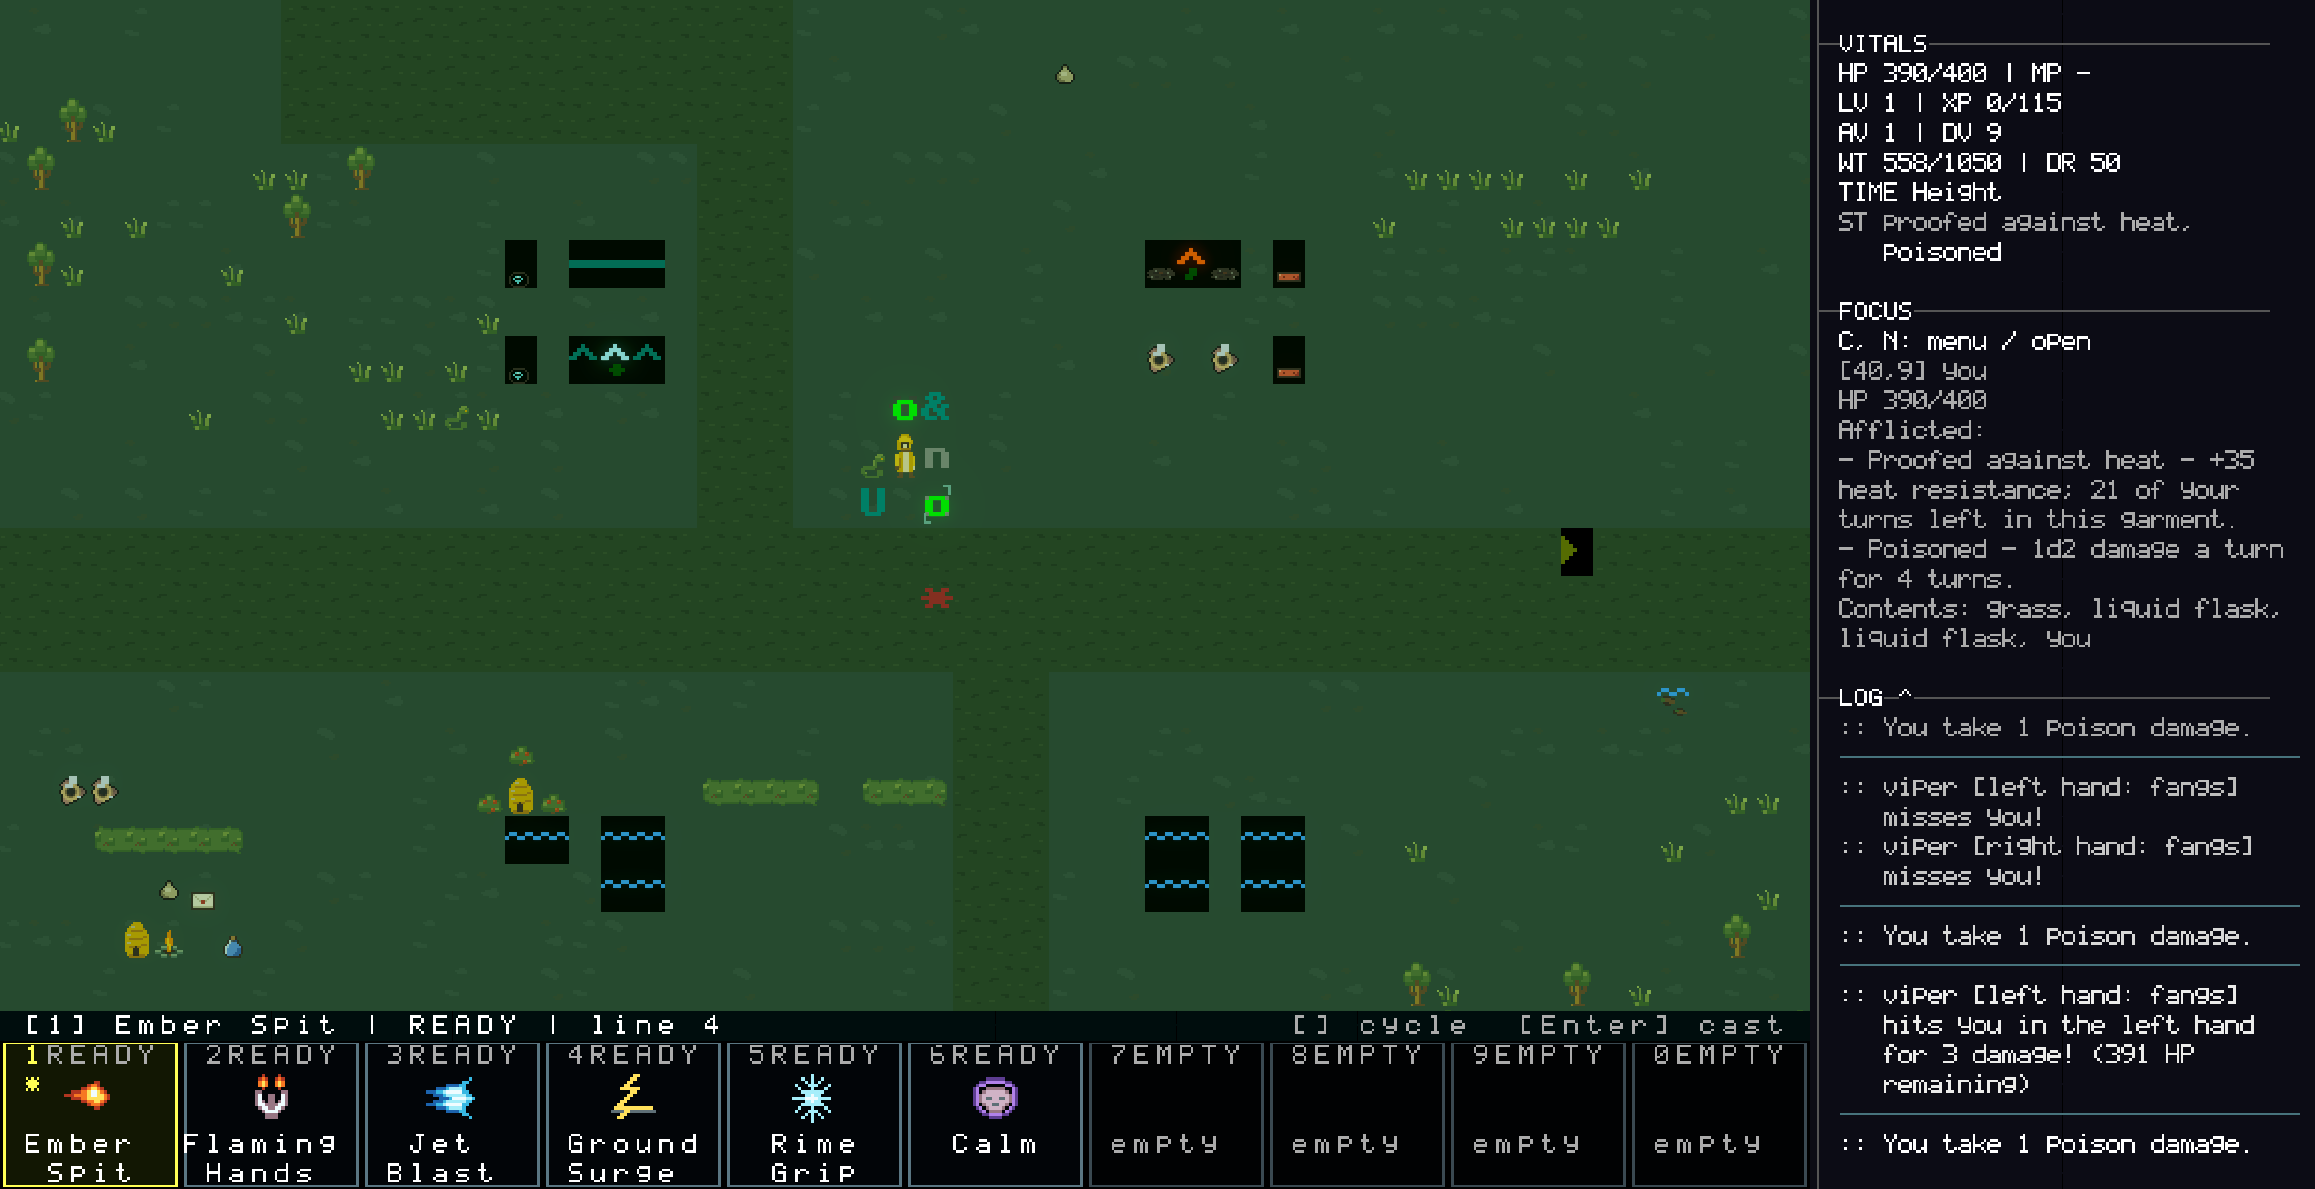 VITALS
HP 390/400 | MP -
LV 1 | XP 0/115
AV 1 | DV 9
WT 558/1050 | DR 50
TIME Height
ST Proofed against heat,
Poisoned
FOCUS
C, N: menu / open
[40,9] You
HP 390/400
Afflicted:
- Proofed against heat - +35
heat resistance; 21 of your
turns left in this garment.
- Poisoned - 1d2 damage a turn
for 4 turns.
Contents: grass, liquid flask,
liquid flask, you
LOG ^
:: You take 1 Poison damage.
:: viper [left hand: fangs]
misses you!
:: viper [right hand: fangs]
misses you!
:: You take 1 Poison damage.
:: viper [left hand: fangs]
hits you in the left hand
for 3 damage! (391 HP
remaining)
:: You take 1 Poison damage.
o &
n
U o
[1] Ember Spit | READY | line 4
[] cycle [Enter] cast
1READY
Ember
Spit
2READY
Flaming
Hands
3READY
Jet
Blast
4READY
Ground
Surge
5READY
Rime
Grip
6READY
Calm
7EMPTY
empty
8EMPTY
empty
9EMPTY
empty
0EMPTY
empty